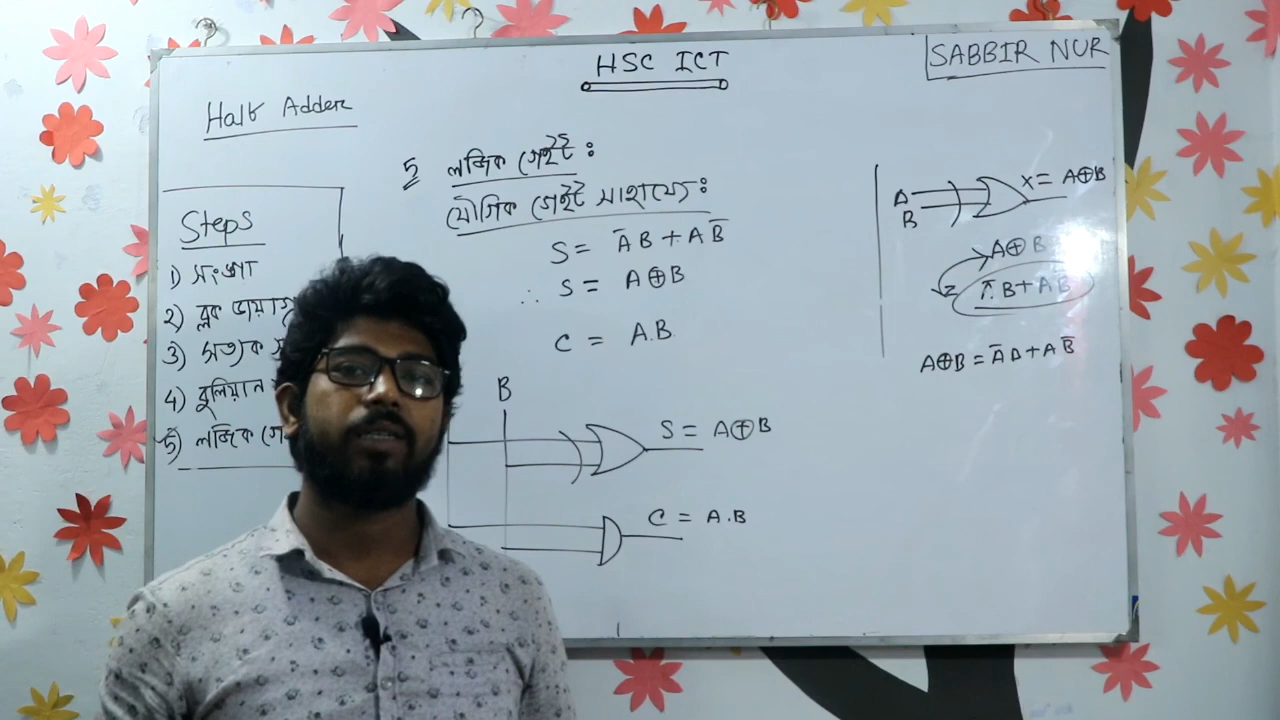 HSC ICT
SABBIR NUR
Half Adder
Steps
1) সংজ্ঞা
2) ব্লক
3) সত্যক
4) বুলিয়ান
5) লজিক
5 লজিক গেইট:
যৌগিক গেইট সাহায্যে:
S = A̅B + AB̅
∴ S = A⊕B
C = A.B.
B
S = A⊕B
C = A.B
A
B
X = A⊕B
A⊕B
B + AB̅
A⊕B = A̅B + AB̅